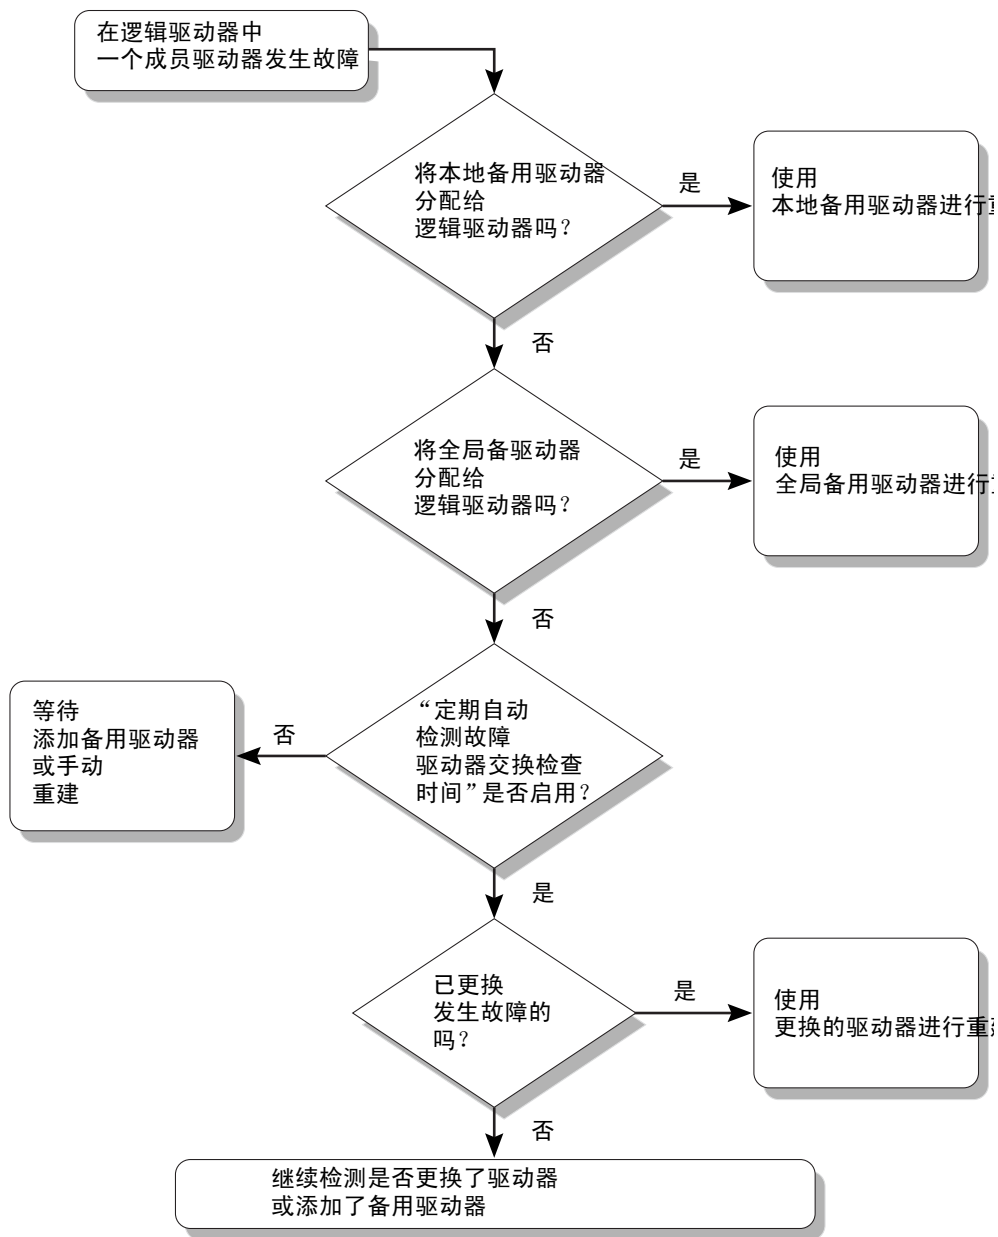 在逻辑驱动器中
一个成员驱动器发生故障
将本地备用驱动器
分配给
逻辑驱动器吗？
是
使用
本地备用驱动器进行重
否
将全局备驱动器
分配给
逻辑驱动器吗？
是
使用
全局备用驱动器进行
否
“定期自动
检测故障
驱动器交换检查
时间”是否启用？
否
等待
添加备用驱动器
或手动
重建
是
已更换
发生故障的
吗？
是
使用
更换的驱动器进行重
否
继续检测是否更换了驱动器
或添加了备用驱动器